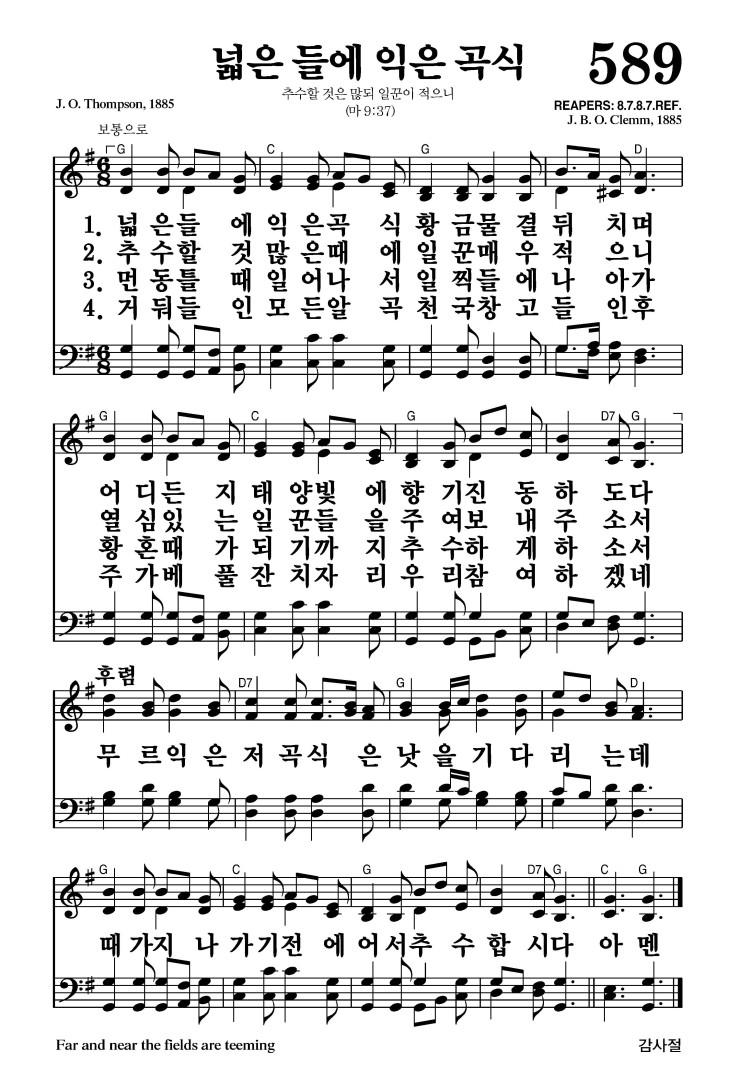 넓은 들에 익은 곡식 589
추수할 것은 많되 일꾼이 적으니
(마 9:37)
J. O. Thompson, 1885
REAPERS: 8.7.8.7.REF.
J. B. O. Clemm, 1885
보통으로
G C G D
1. 넓 은들 에 익 은곡 식 황 금물 결 뒤 치며
2. 추 수할 것 많 은때 에 일 꾼매 우 적 으니
3. 먼 동틀 때 일 어나 서 일 찍들 에 나 아가
4. 거 둬들 인 모 든알 곡 천 국창 고 들 인후
G C G D7 G
어 디든 지 태 양빛 에 향 기진 동 하 도다
열 심있 는 일 꾼들 을 주 여보 내 주 소서
황 혼때 가 되 기까 지 추 수하 게 하 소서
주 가베 풀 잔 치자 리 우 리참 여 하 겠네
후렴
G D7 G D
무 르익 은 저 곡식 은 낫 을 기 다 리 는데
G C G D7 G C G
때 가지 나 가기전 에 어서추 수 합 시다 아 멘
Far and near the fields are teeming
감사절